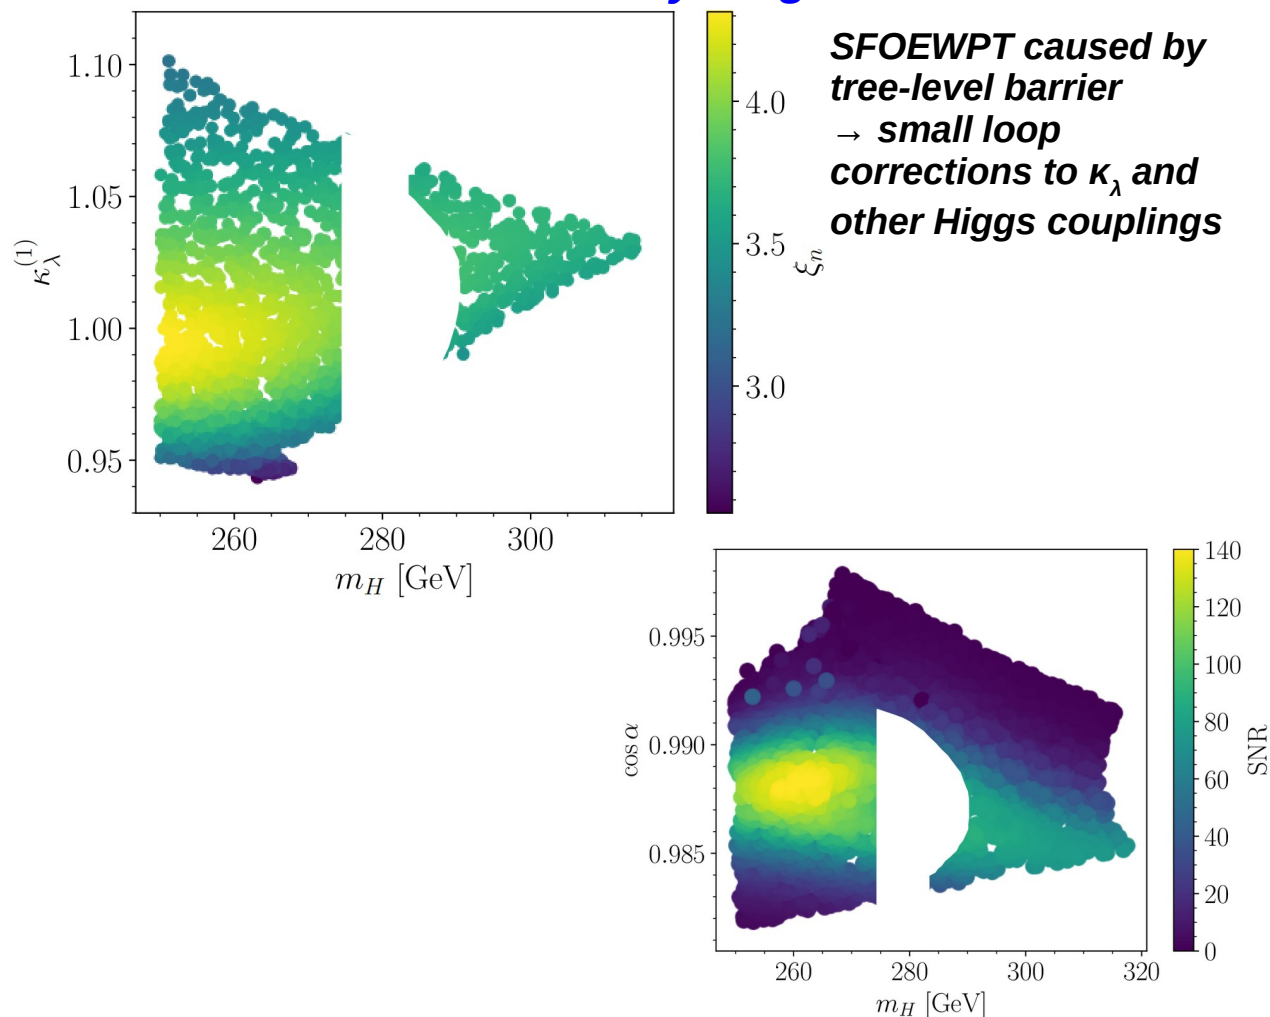 SFOEWPT caused by
tree-level barrier
→ small loop
corrections to κλ and
other Higgs couplings
1.10
1.05
1.00
0.95
κλ(1)
260 280 300
mH [GeV]
4.0
3.5
3.0
ξn
0.995
0.990
0.985
cos α
260 280 300 320
mH [GeV]
140
120
100
80
60
40
20
0
SNR